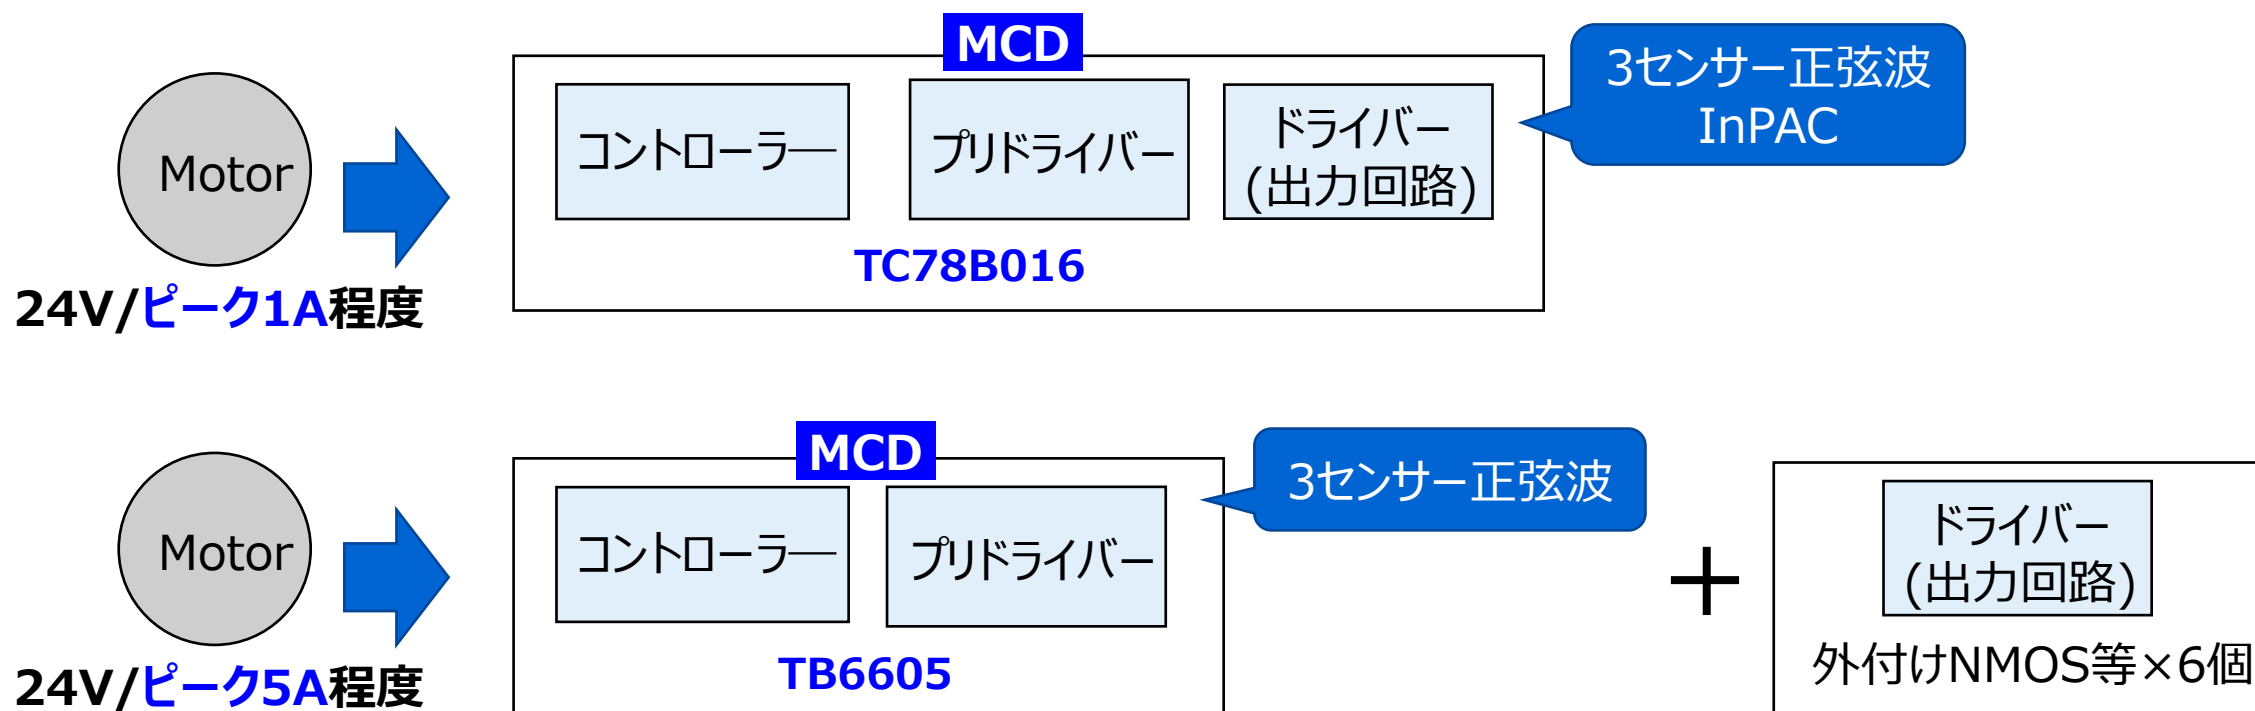 MCD
3センサー正弦波
InPAC
コントローラ―
プリドライバー
ドライバー
(出力回路)
Motor
TC78B016
24V/ピーク1A程度
MCD
3センサー正弦波
コントローラ―
プリドライバー
ドライバー
(出力回路)
Motor
+
TB6605
外付けNMOS等×6個
24V/ピーク5A程度